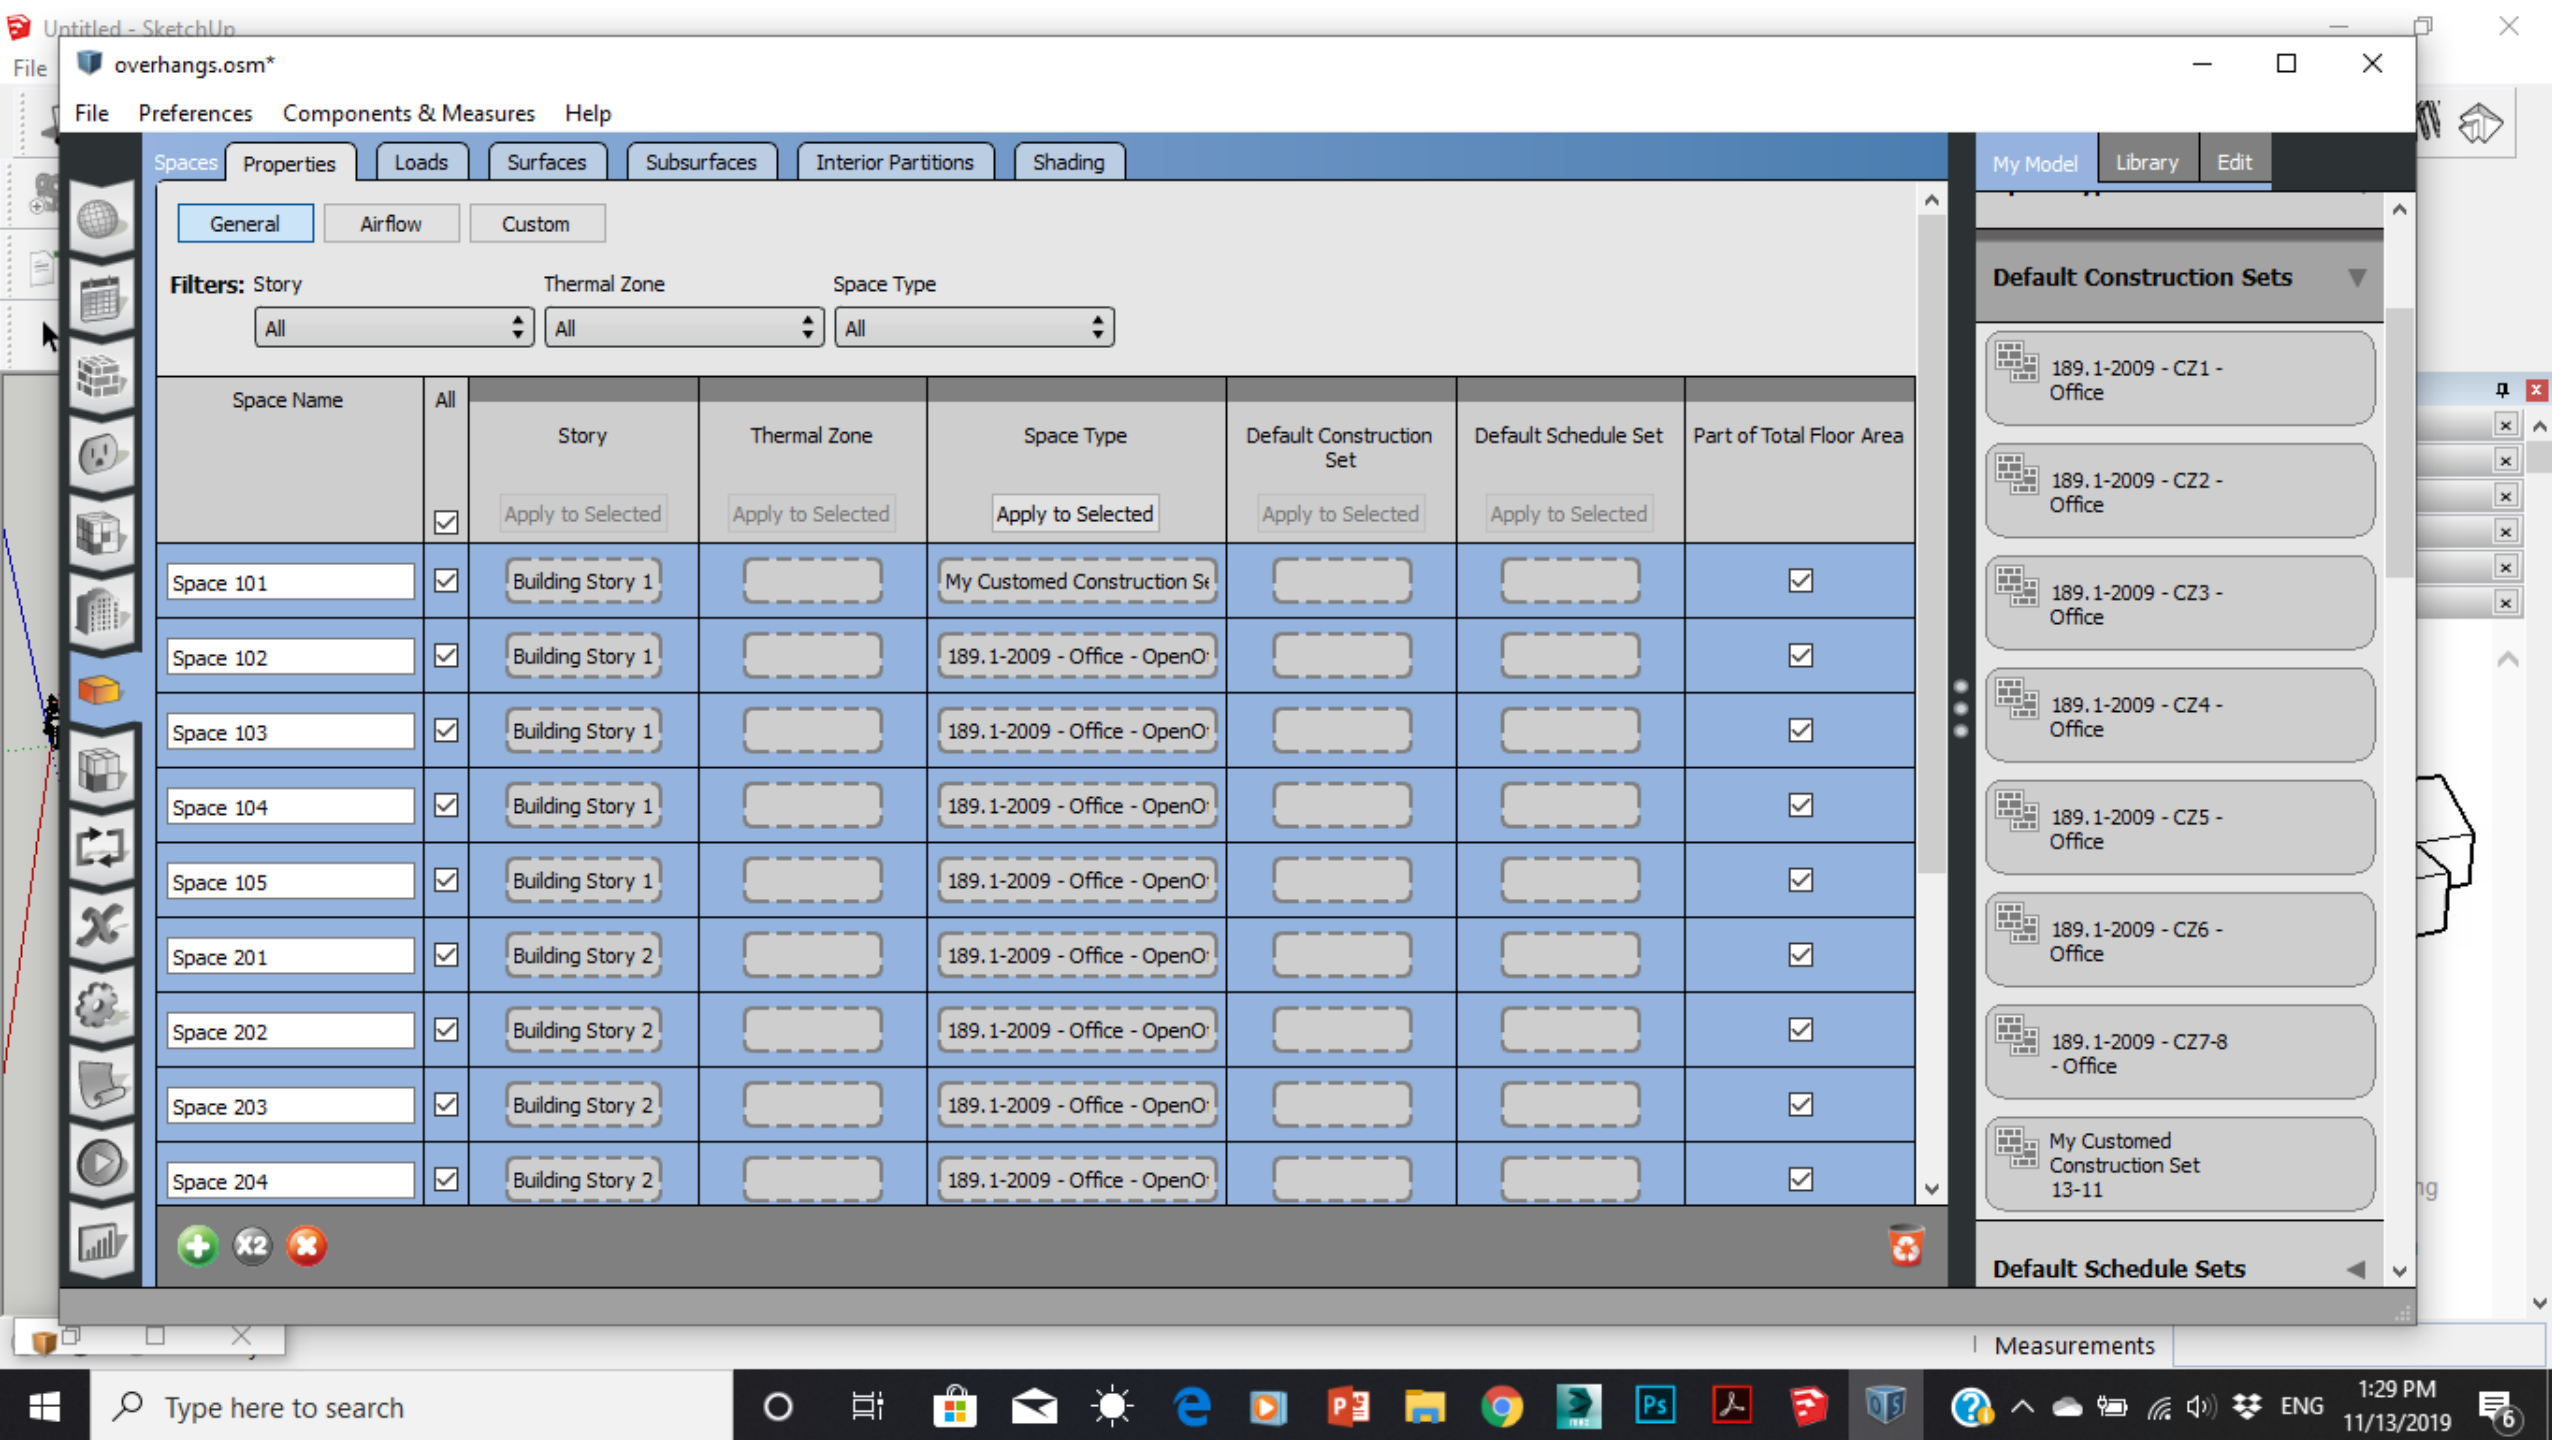 Untitled - SketchUp
File
overhangs.osm*
File Preferences Components & Measures Help
Spaces Properties Loads Surfaces Subsurfaces Interior Partitions Shading
My Model Library Edit
General Airflow Custom
Filters: Story Thermal Zone Space Type
All All All
Default Construction Sets
189.1-2009 - CZ1 -
Office
189.1-2009 - CZ2 -
Office
189.1-2009 - CZ3 -
Office
189.1-2009 - CZ4 -
Office
189.1-2009 - CZ5 -
Office
189.1-2009 - CZ6 -
Office
189.1-2009 - CZ7-8
- Office
My Customed
Construction Set
13-11
Default Schedule Sets
Space Name All Story Thermal Zone Space Type Default Construction Set Default Schedule Set Part of Total Floor Area
Apply to Selected Apply to Selected Apply to Selected Apply to Selected Apply to Selected
Space 101 Building Story 1 My Customed Construction Se
Space 102 Building Story 1 189.1-2009 - Office - OpenO
Space 103 Building Story 1 189.1-2009 - Office - OpenO
Space 104 Building Story 1 189.1-2009 - Office - OpenO
Space 105 Building Story 1 189.1-2009 - Office - OpenO
Space 201 Building Story 2 189.1-2009 - Office - OpenO
Space 202 Building Story 2 189.1-2009 - Office - OpenO
Space 203 Building Story 2 189.1-2009 - Office - OpenO
Space 204 Building Story 2 189.1-2009 - Office - OpenO
X2
ng
Measurements
Type here to search
Ps
ENG
1:29 PM
11/13/2019
6